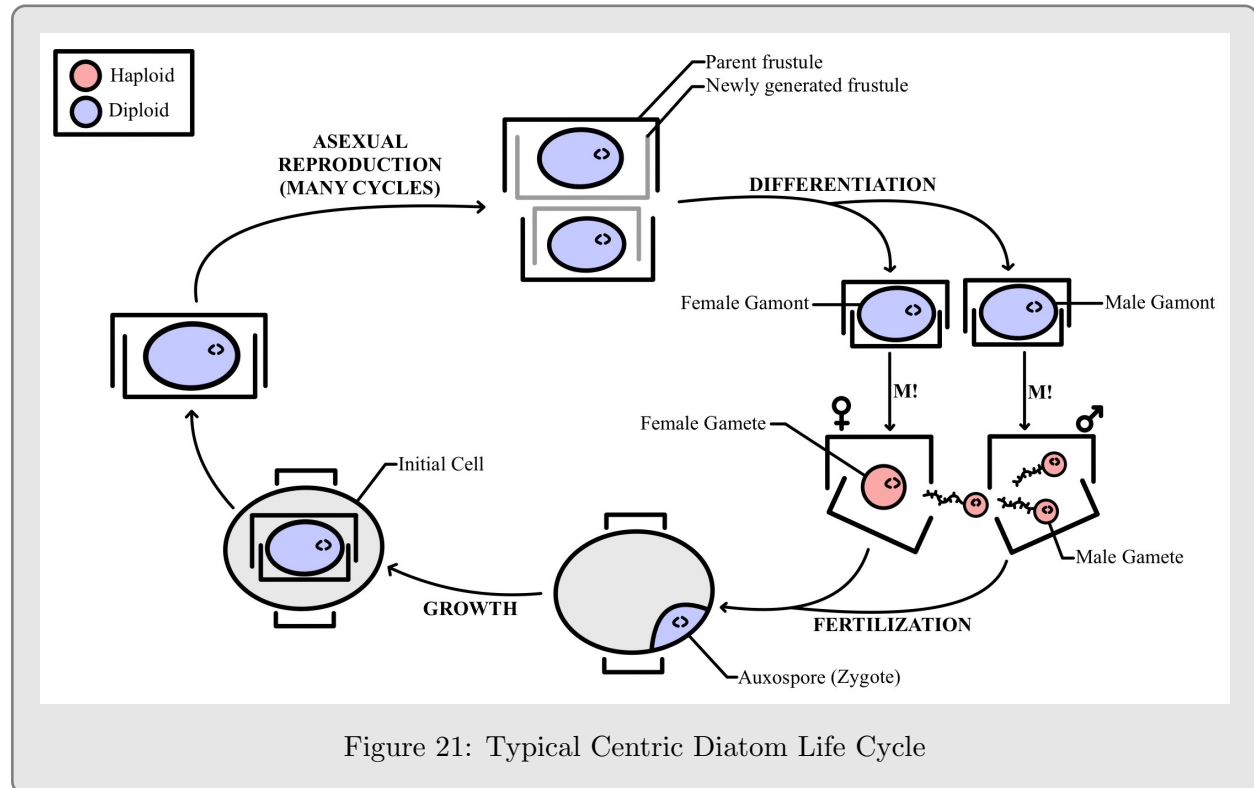 Haploid
Diploid
Parent frustule
Newly generated frustule
ASEXUAL
REPRODUCTION
(MANY CYCLES)
DIFFERENTIATION
Female Gamont
Male Gamont
M!
M!
Female Gamete
Male Gamete
Initial Cell
GROWTH
FERTILIZATION
Auxospore (Zygote)
Figure 21: Typical Centric Diatom Life Cycle